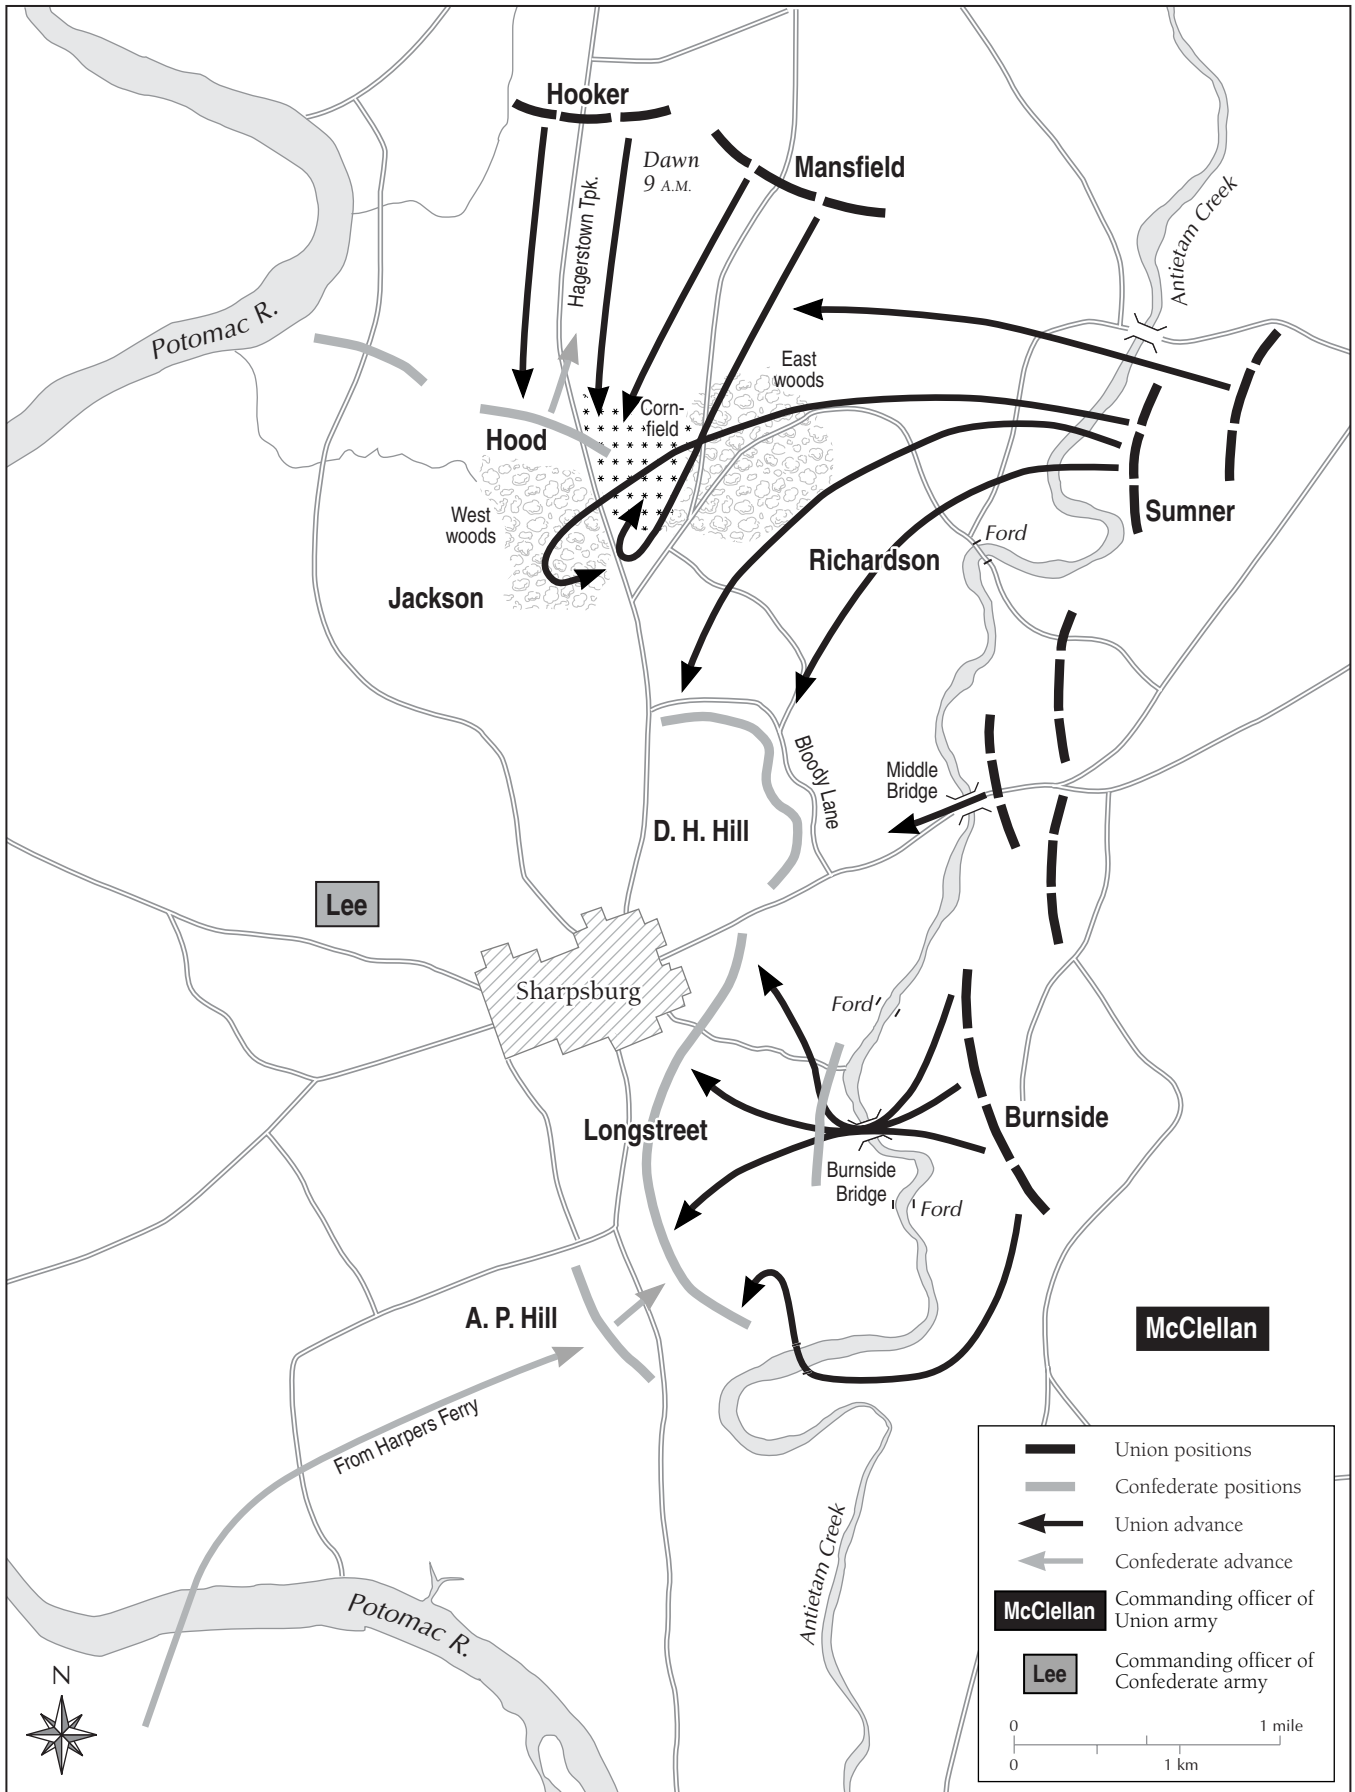 Hooker
Dawn
9 A.M.
Mansfield
Hagerstown Tpk.
Antietam Creek
Potomac R.
East
woods
Corn-
field
Hood
West
woods
Sumner
Ford
Richardson
Jackson
Bloody Lane
Middle
Bridge
D. H. Hill
Lee
Sharpsburg
Ford
Longstreet
Burnside
Burnside
Bridge
Ford
A. P. Hill
McClellan
From Harpers Ferry
Antietam Creek
Potomac R.
N
Union positions
Confederate positions
Union advance
Confederate advance
McClellan
Commanding officer of
Union army
Lee
Commanding officer of
Confederate army
0 1 mile
0 1 km